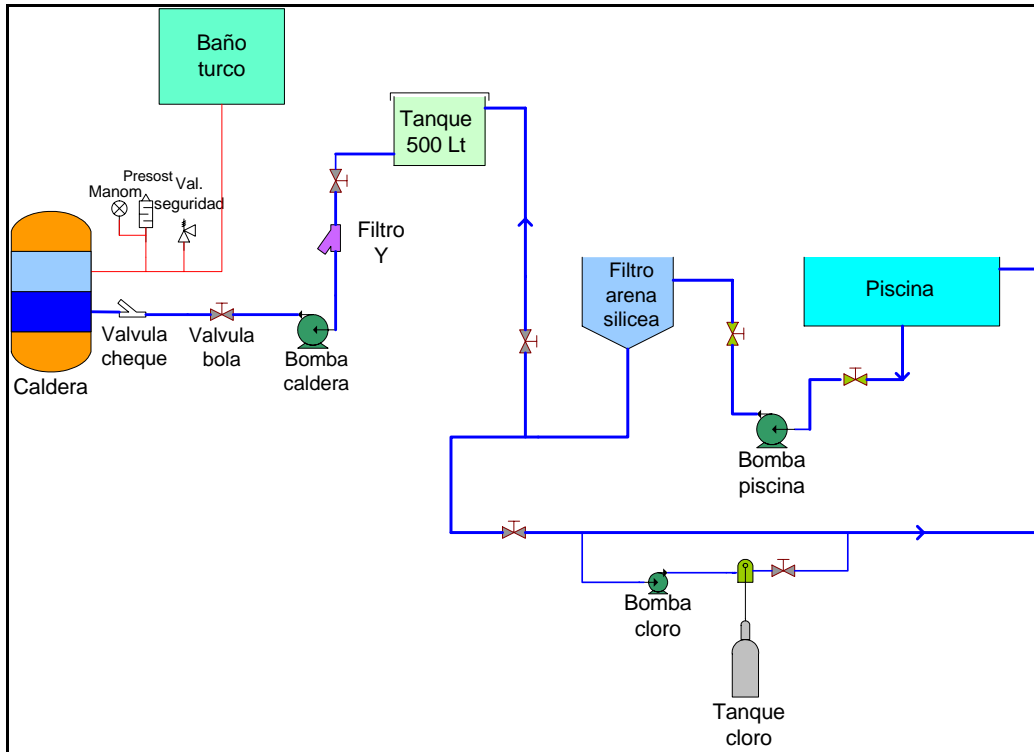 Baño
turco
Tanque
500 Lt
Presost
Manom
Val.
seguridad
Filtro
Y
Filtro
arena
silicea
Piscina
Valvula
cheque
Valvula
bola
Bomba
caldera
Caldera
Bomba
piscina
Bomba
cloro
Tanque
cloro